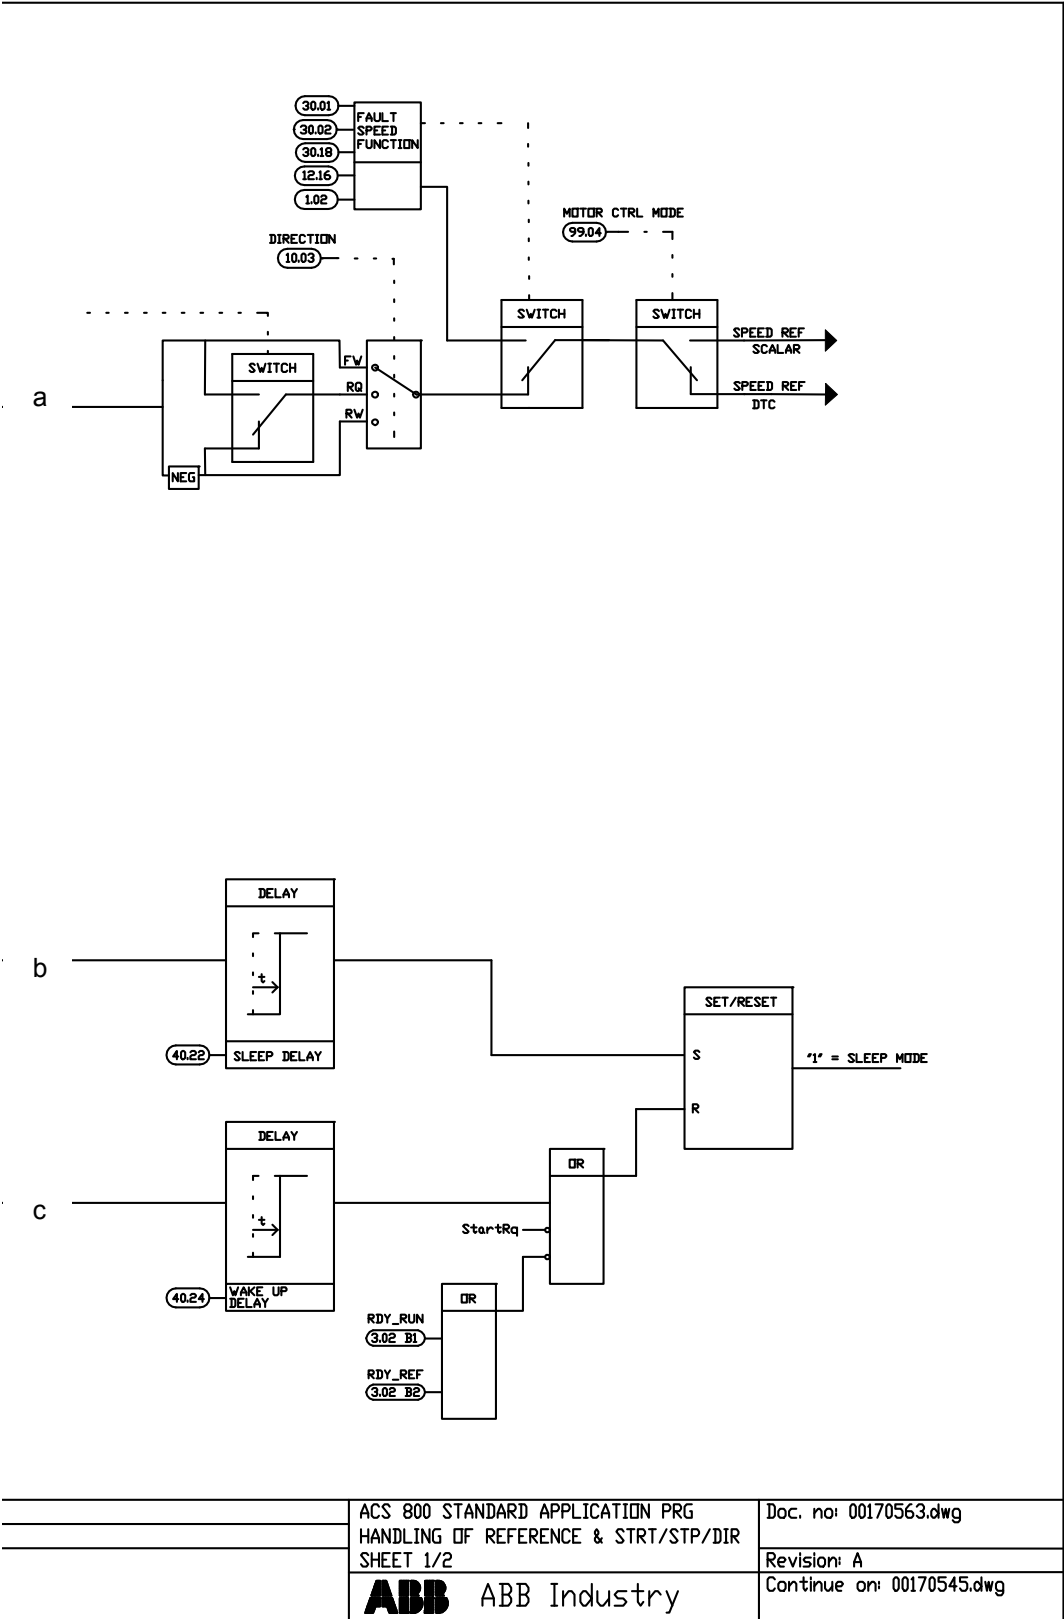 30.01
30.02
30.18
12.16
1.02
FAULT
SPEED
FUNCTION
DIRECTION
10.03
MOTOR CTRL MODE
99.04
SWITCH
SWITCH
SPEED REF
SCALAR
SPEED REF
DTC
SWITCH
FW
RQ
RW
a
NEG
DELAY
b
t
40.22
SLEEP DELAY
SET/RESET
S
R
"1" = SLEEP MODE
DELAY
c
t
40.24
WAKE UP
DELAY
OR
StartRq
OR
RDY_RUN
3.02 B1
RDY_REF
3.02 B2
ACS 800 STANDARD APPLICATION PRG
HANDLING OF REFERENCE & STRT/STP/DIR
SHEET 1/2
Doc. no: 00170563.dwg
Revision: A
Continue on: 00170545.dwg
ABB ABB Industry